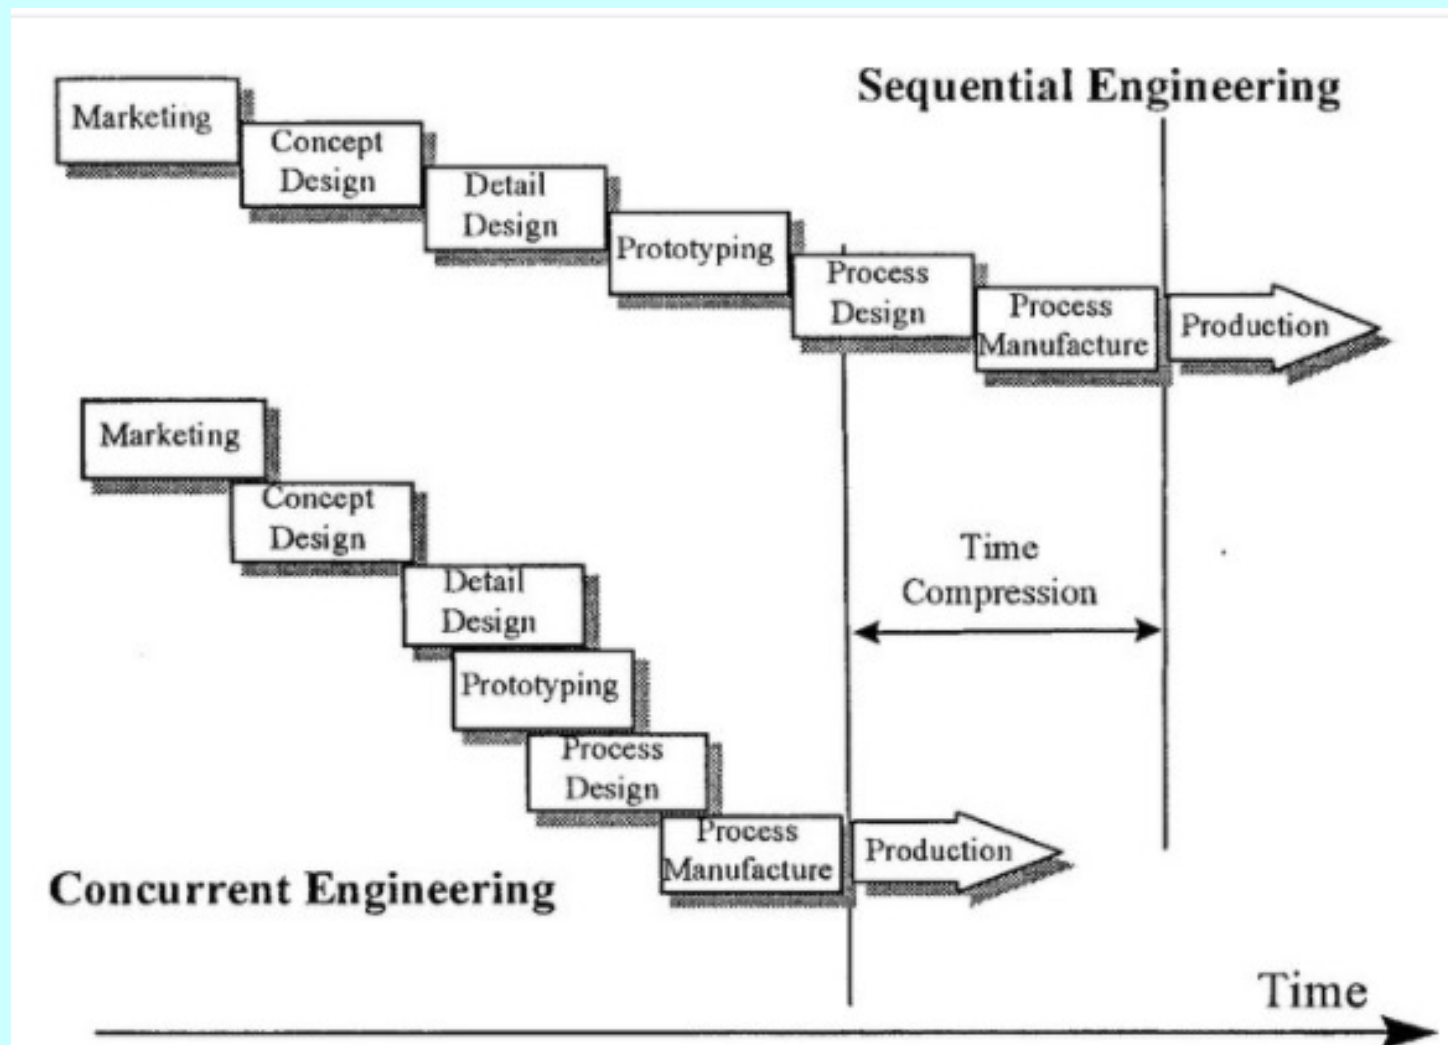 Sequential Engineering
Marketing
Concept
Design
Detail
Design
Prototyping
Process
Design
Process
Manufacture
Production
Marketing
Concept
Design
Detail
Design
Prototyping
Process
Design
Process
Manufacture
Production
Time
Compression
Concurrent Engineering
Time